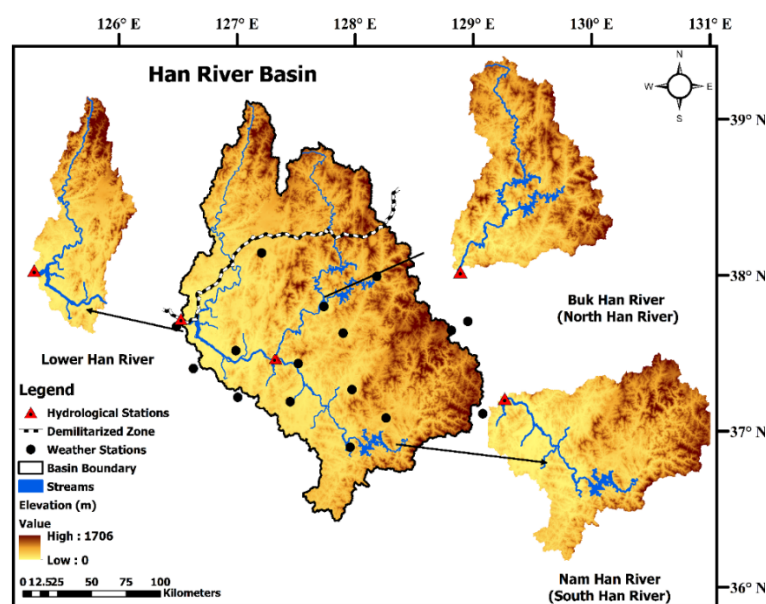 126°E 127°E 128°E 129°E 130°E 131°E
Han River Basin
N
W E
S
39°N
38°N
Buk Han River
(North Han River)
Lower Han River
Legend
Hydrological Stations
Demilitarized Zone
Weather Stations
Basin Boundary
Streams
Elevation (m)
Value
High : 1706
Low : 0
0 12.525 50 75 100
Kilometers
37°N
Nam Han River
(South Han River)
36°N